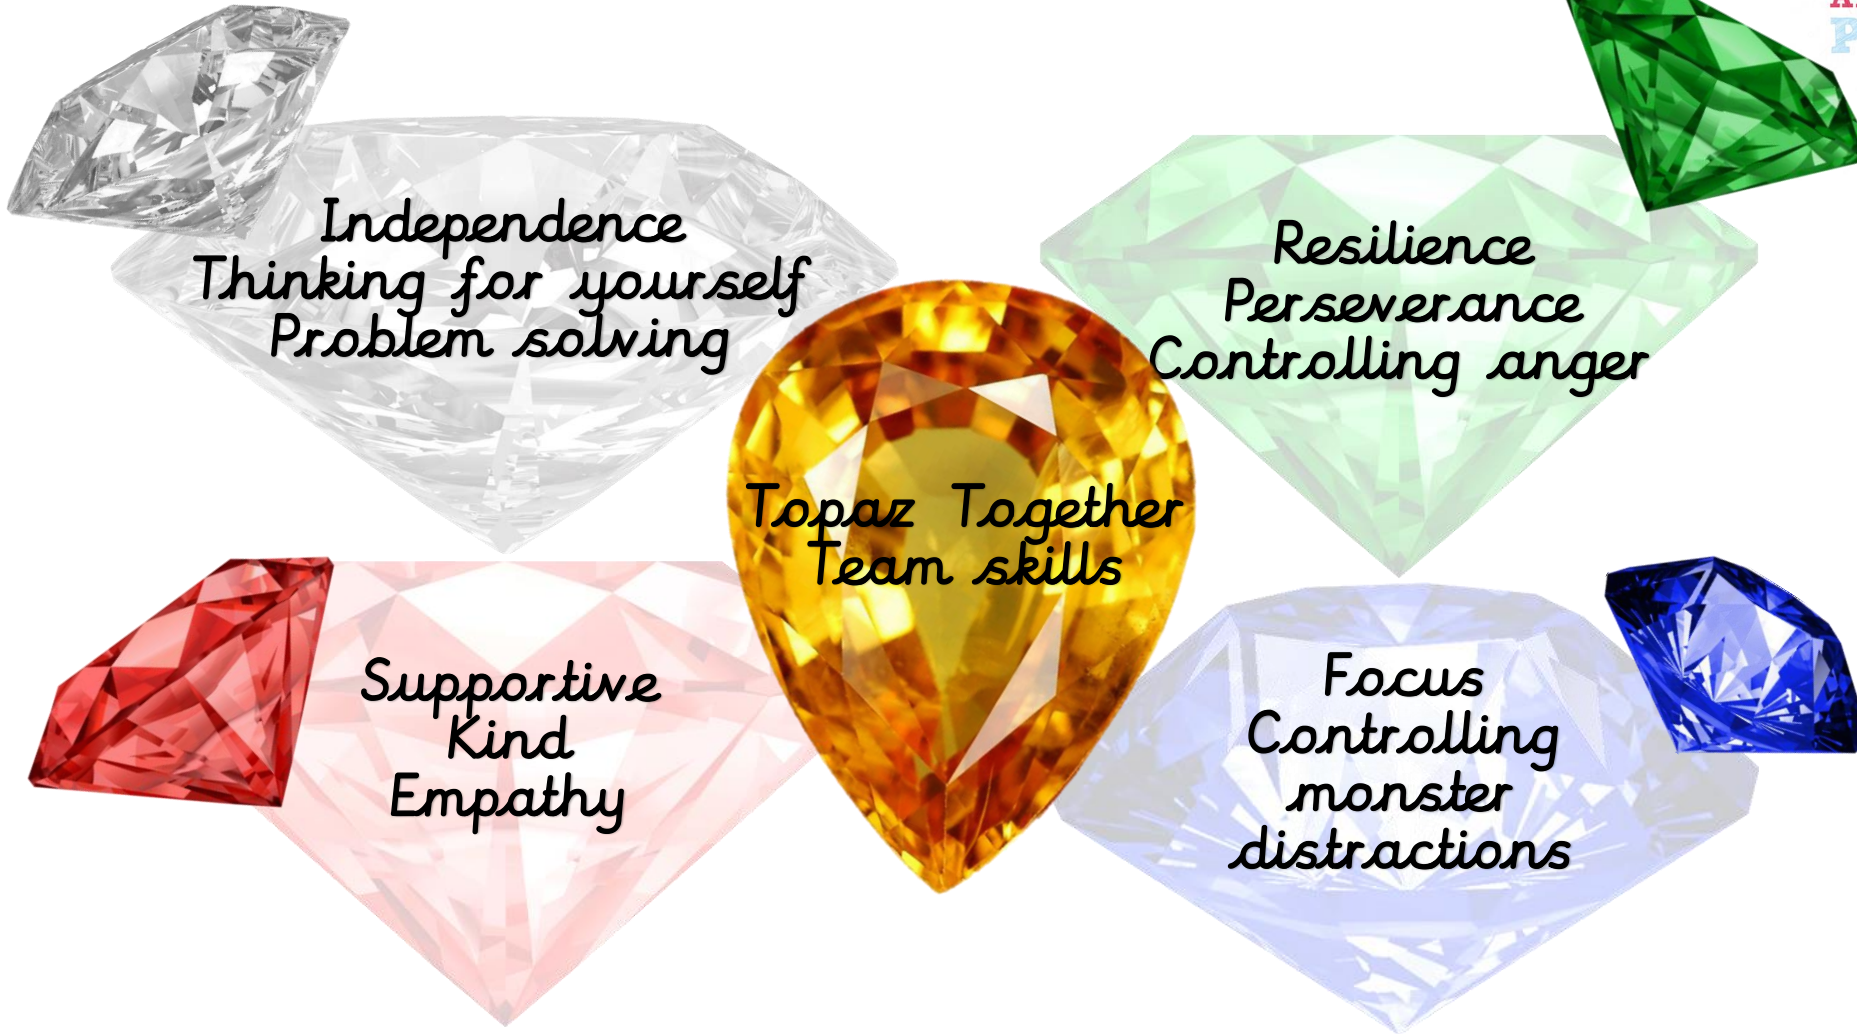 Independence
Thinking for yourself
Problem solving
Resilience
Perseverance
Controlling anger
Topaz Together
Team skills
Supportive
Kind
Empathy
Focus
Controlling
monster
distractions